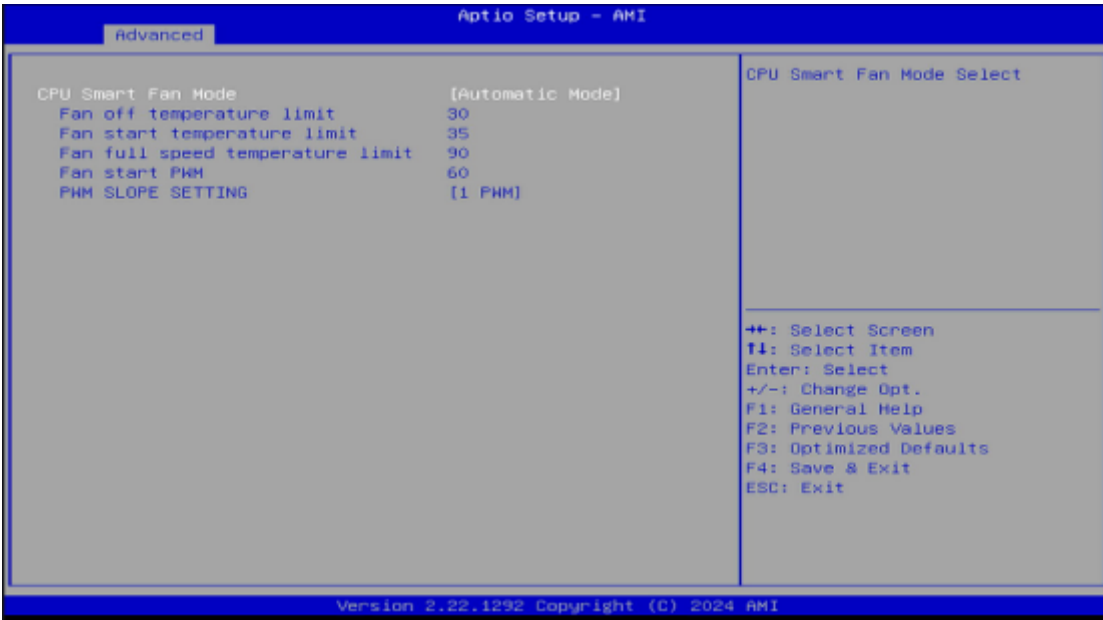 Aptio Setup - AMI
Advanced
CPU Smart Fan Mode [Automatic Mode]
Fan off temperature limit 30
Fan start temperature limit 35
Fan full speed temperature limit 90
Fan start PWM 60
PWM SLOPE SETTING [1 PWM]
CPU Smart Fan Mode Select
→←: Select Screen
↑↓: Select Item
Enter: Select
+/-: Change Opt.
F1: General Help
F2: Previous Values
F3: Optimized Defaults
F4: Save & Exit
ESC: Exit
Version 2.22.1292 Copyright (C) 2024 AMI